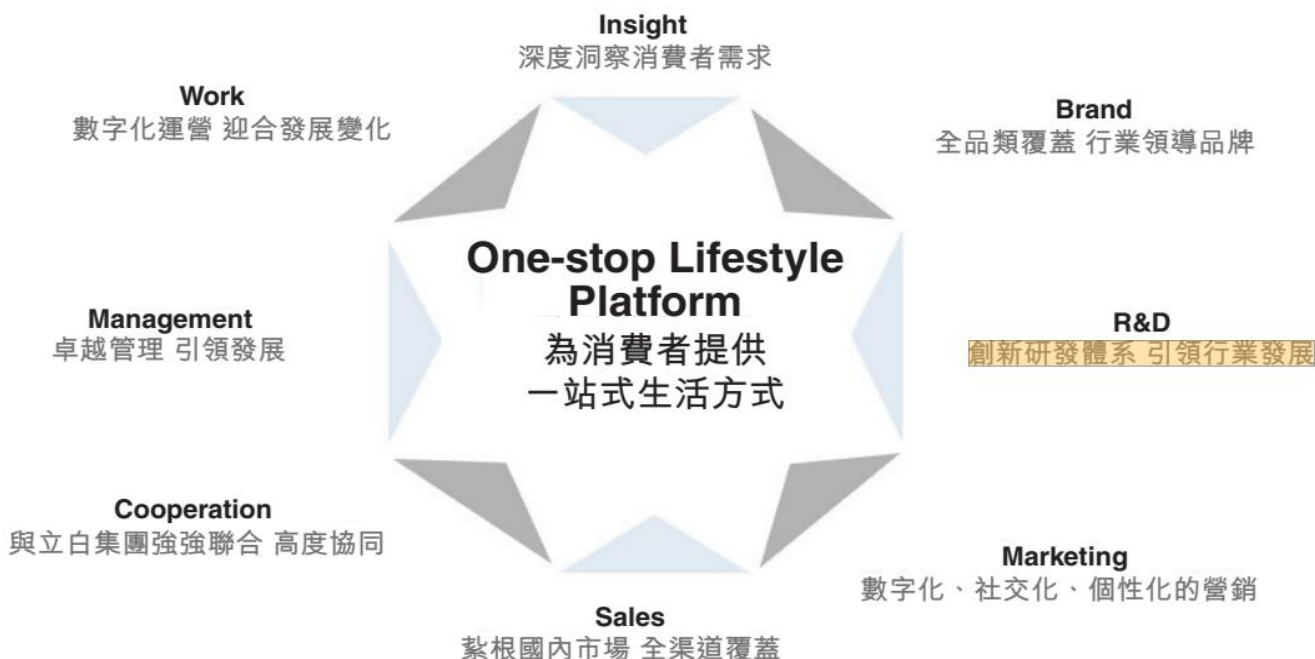 Insight
深度洞察消費者需求
Work
數字化運營 迎合發展變化
Brand
全品類覆蓋 行業領導品牌
One-stop Lifestyle
Platform
為消費者提供
一站式生活方式
Management
卓越管理 引領發展
R&D
創新研發體系 引領行業發展
Cooperation
與立白集團強強聯合 高度協同
Marketing
數字化、社交化、個性化的營銷
Sales
紮根國內市場 全渠道覆蓋